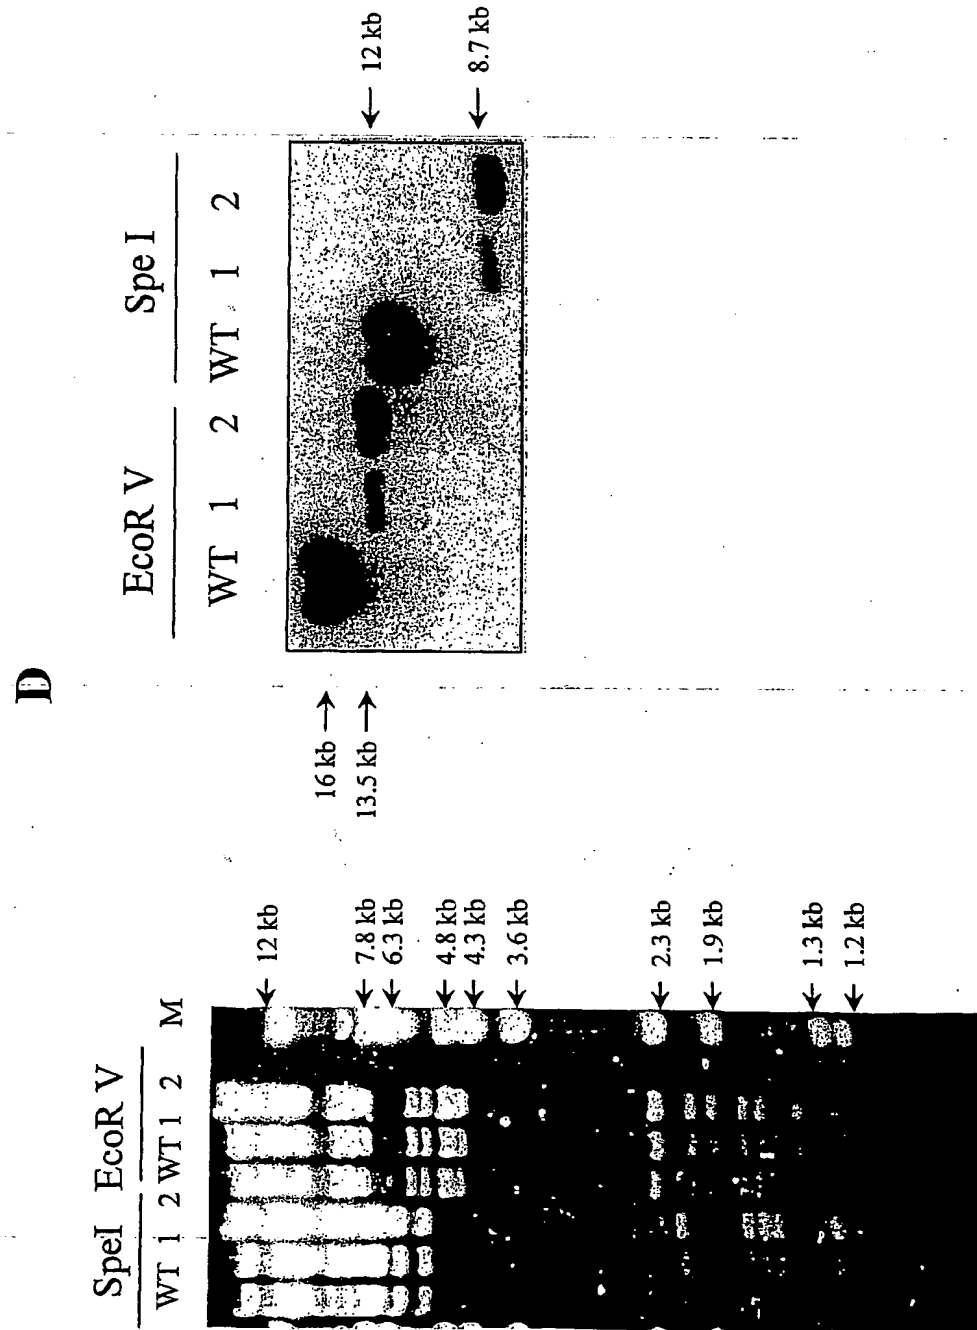 D
SpeI EcoR V
WT 1 2 WT 1 2 M
12 kb
7.8 kb
6.3 kb
4.8 kb
4.3 kb
3.6 kb
2.3 kb
1.9 kb
1.3 kb
1.2 kb
EcoR V Spe I
WT 1 2 WT 1 2
16 kb
13.5 kb
12 kb
8.7 kb